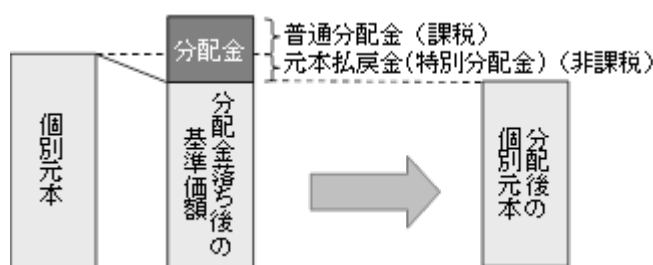 分配金
普通分配金（課税）
元本払戻金(特別分配金)（非課税）
個別元本
分配金落ち後の
基準価額
分配後の
個別元本